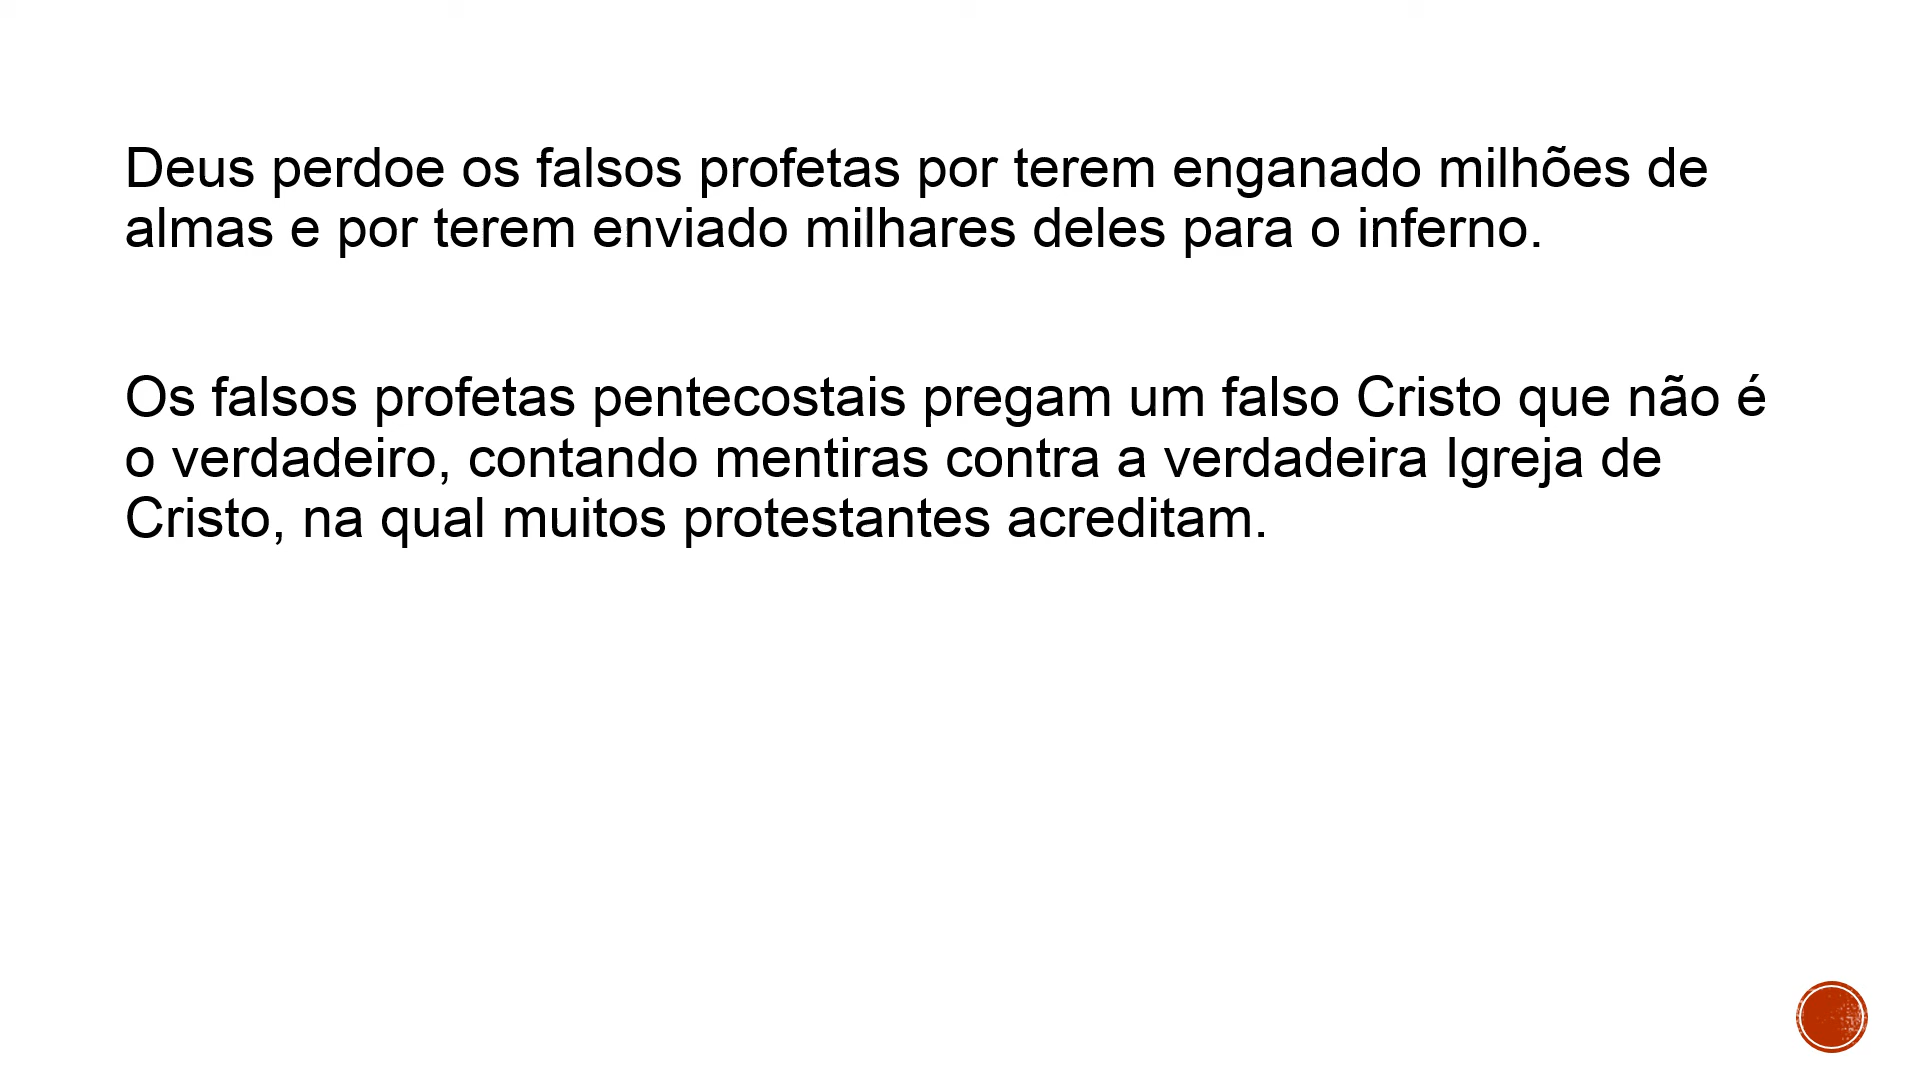 Deus perdoe os falsos profetas por terem enganado milhões de
almas e por terem enviado milhares deles para o inferno.
Os falsos profetas pentecostais pregam um falso Cristo que não é
o verdadeiro, contando mentiras contra a verdadeira Igreja de
Cristo, na qual muitos protestantes acreditam.